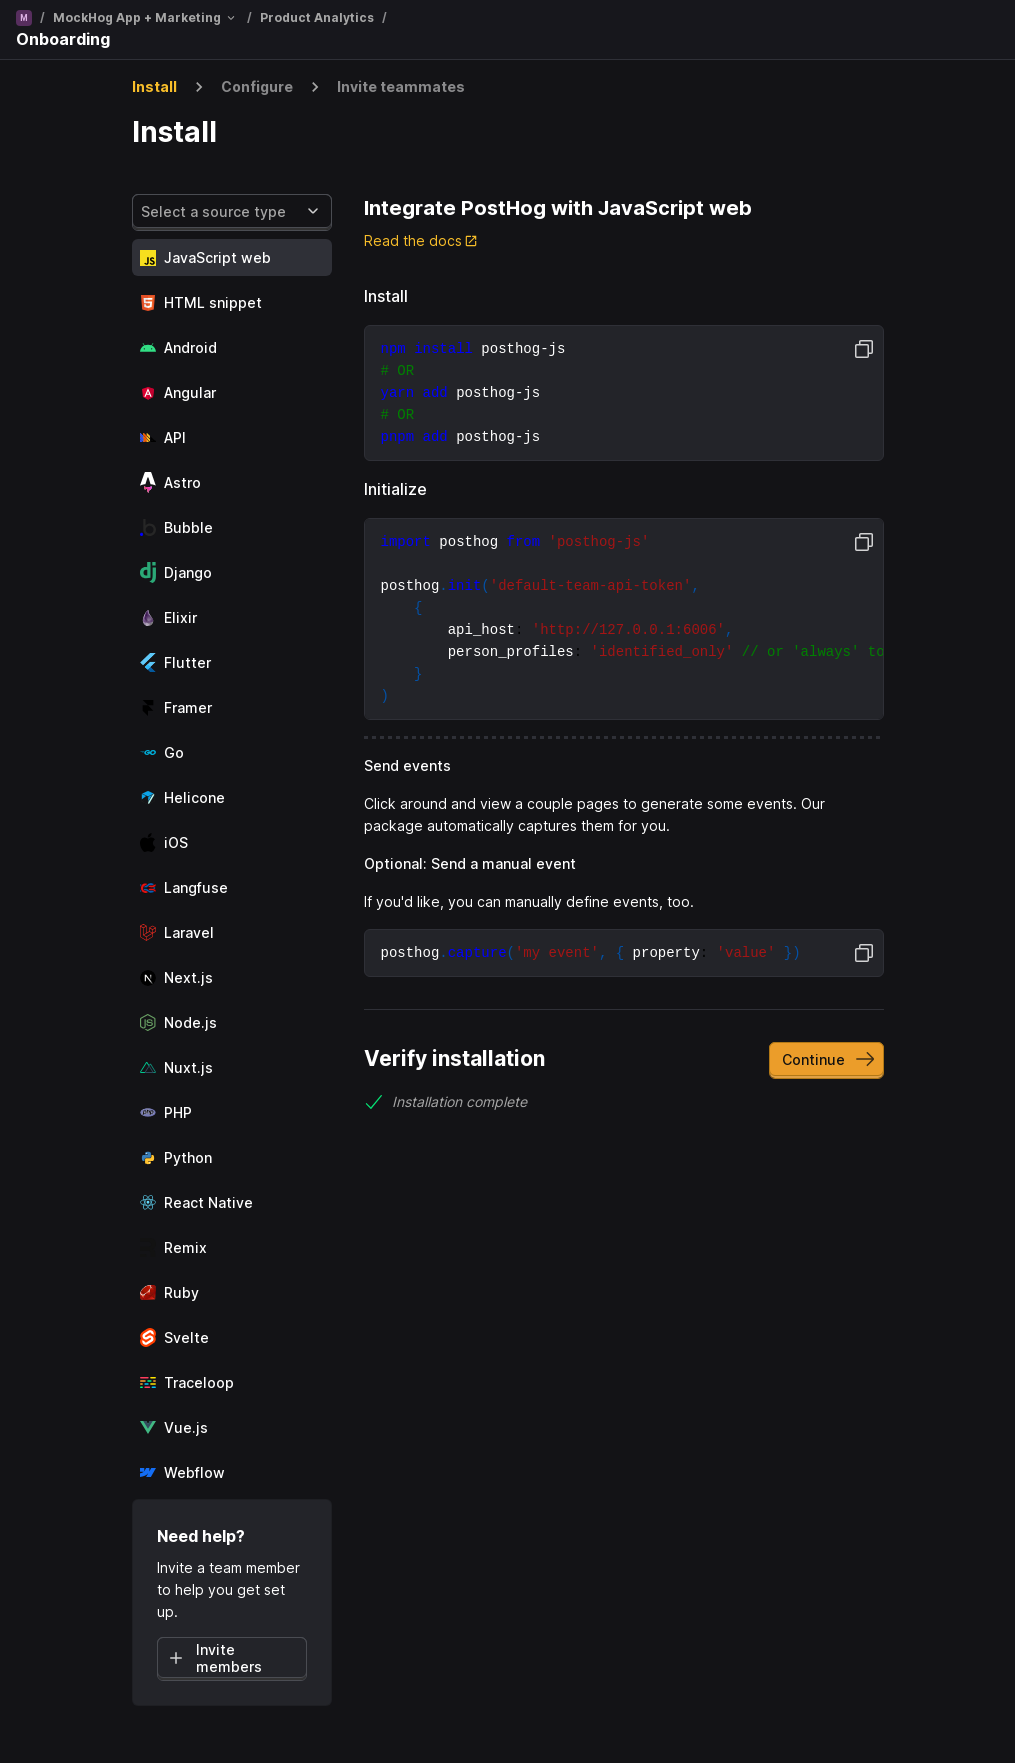 M / MockHog App + Marketing / Product Analytics /
Onboarding
Install
Configure
Invite teammates
Install
Select a source type
JavaScript web
HTML snippet
Android
Angular
API
Astro
Bubble
Django
Elixir
Flutter
Framer
Go
Helicone
iOS
Langfuse
Laravel
Next.js
Node.js
Nuxt.js
PHP
Python
React Native
Remix
Ruby
Svelte
Traceloop
Vue.js
Webflow
Need help?
Invite a team member
to help you get set
up.
Invite
members
Integrate PostHog with JavaScript web
Read the docs
Install
npm install posthog-js
# OR
yarn add posthog-js
# OR
pnpm add posthog-js
Initialize
import posthog from 'posthog-js'
posthog.init('default-team-api-token',
{
api_host: 'http://127.0.0.1:6006',
person_profiles: 'identified_only' // or 'always' to
}
)
Send events
Click around and view a couple pages to generate some events. Our
package automatically captures them for you.
Optional: Send a manual event
If you'd like, you can manually define events, too.
posthog.capture('my event', { property: 'value' })
Verify installation
Continue
Installation complete